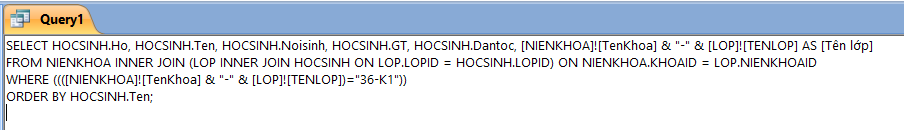 Query1
SELECT HOCSINH.Ho, HOCSINH.Ten, HOCSINH.Noisinh, HOCSINH.GT, HOCSINH.Dantoc, [NIENKHOA]![TenKhoa] & "-" & [LOP]![TENLOP] AS [Tên lớp]
FROM NIENKHOA INNER JOIN (LOP INNER JOIN HOCSINH ON LOP.LOPID = HOCSINH.LOPID) ON NIENKHOA.KHOAID = LOP.NIENKHOAID
WHERE ((([NIENKHOA]![TenKhoa] & "-" & [LOP]![TENLOP])="36-K1"))
ORDER BY HOCSINH.Ten;